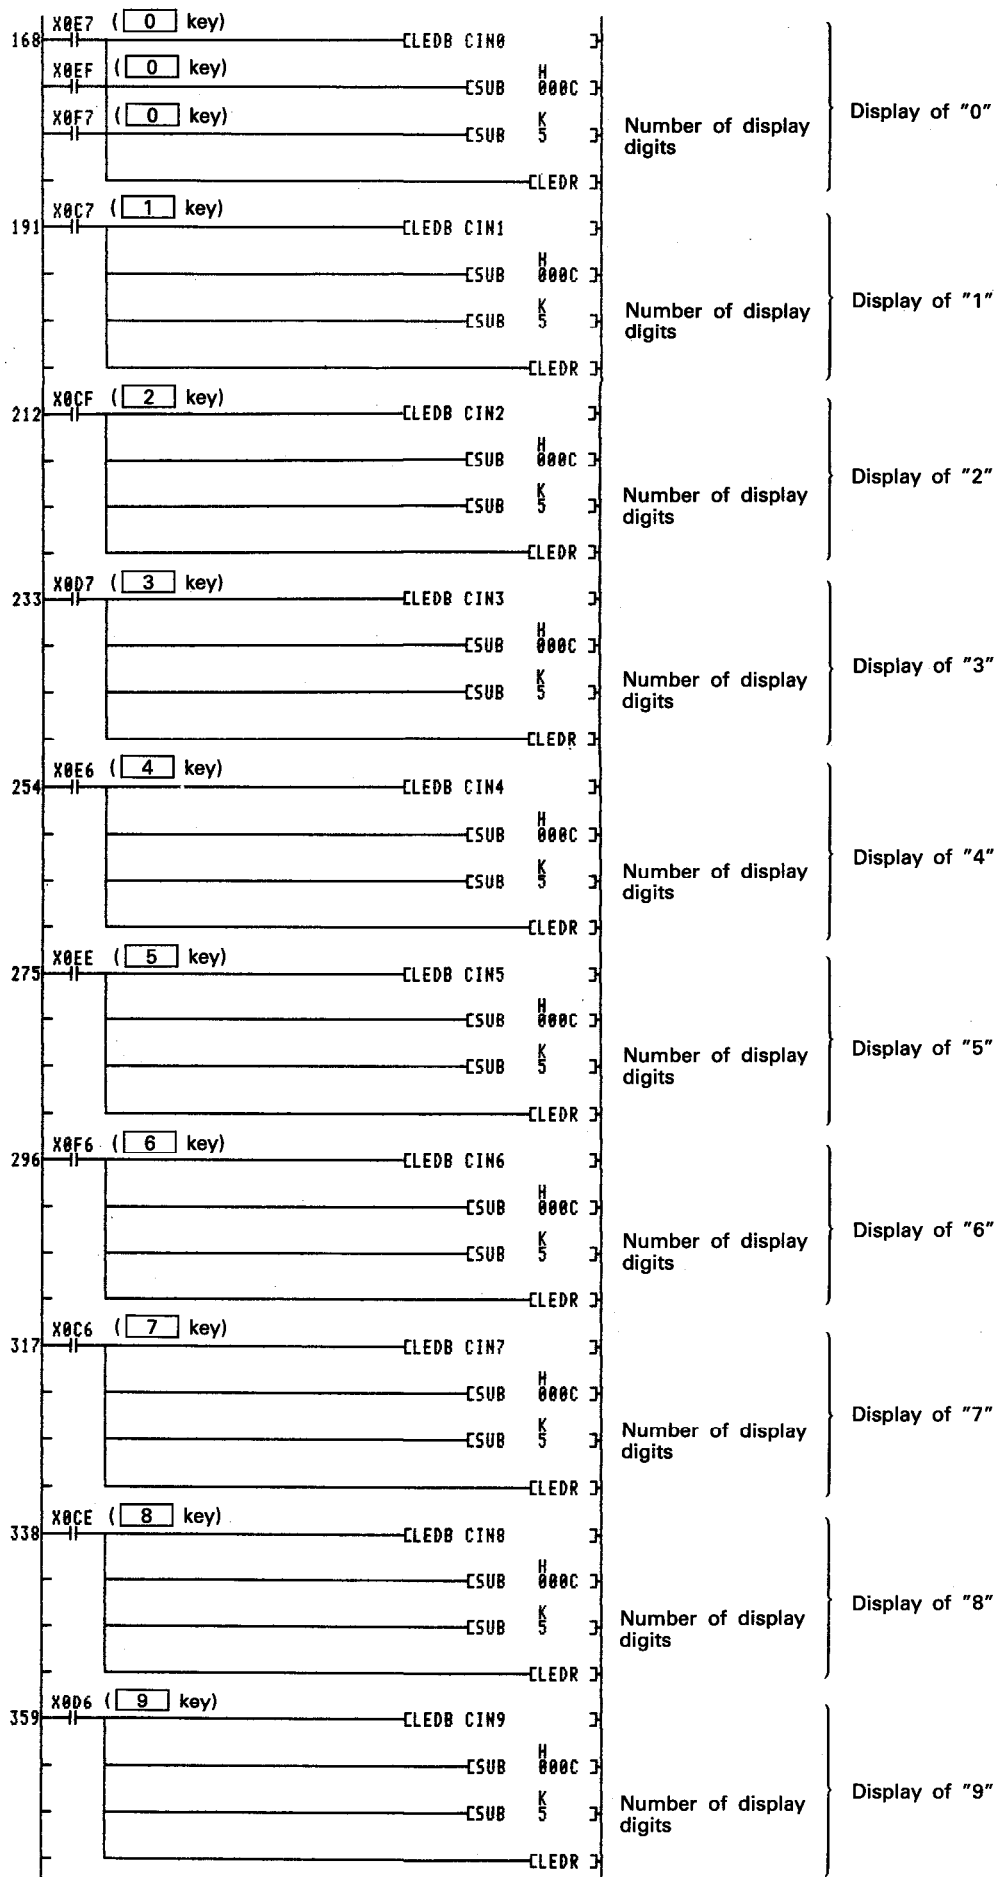 X0E7 ( 0 key)
168 [LEDB CIN0 ]
X0EF ( 0 key) H
[SUB 000C ]
X0F7 ( 0 key) K
[SUB 5 ]
Number of display
digits
Display of "0"
[LEDR ]
X0C7 ( 1 key)
191 [LEDB CIN1 ]
H
[SUB 000C ]
K
[SUB 5 ]
Number of display
digits
Display of "1"
[LEDR ]
X0CF ( 2 key)
212 [LEDB CIN2 ]
H
[SUB 000C ]
K
[SUB 5 ]
Number of display
digits
Display of "2"
[LEDR ]
X0D7 ( 3 key)
233 [LEDB CIN3 ]
H
[SUB 000C ]
K
[SUB 5 ]
Number of display
digits
Display of "3"
[LEDR ]
X0E6 ( 4 key)
254 [LEDB CIN4 ]
H
[SUB 000C ]
K
[SUB 5 ]
Number of display
digits
Display of "4"
[LEDR ]
X0EE ( 5 key)
275 [LEDB CIN5 ]
H
[SUB 000C ]
K
[SUB 5 ]
Number of display
digits
Display of "5"
[LEDR ]
X0F6 ( 6 key)
296 [LEDB CIN6 ]
H
[SUB 000C ]
K
[SUB 5 ]
Number of display
digits
Display of "6"
[LEDR ]
X0C6 ( 7 key)
317 [LEDB CIN7 ]
H
[SUB 000C ]
K
[SUB 5 ]
Number of display
digits
Display of "7"
[LEDR ]
X0CE ( 8 key)
338 [LEDB CIN8 ]
H
[SUB 000C ]
K
[SUB 5 ]
Number of display
digits
Display of "8"
[LEDR ]
X0D6 ( 9 key)
359 [LEDB CIN9 ]
H
[SUB 000C ]
K
[SUB 5 ]
Number of display
digits
Display of "9"
[LEDR ]